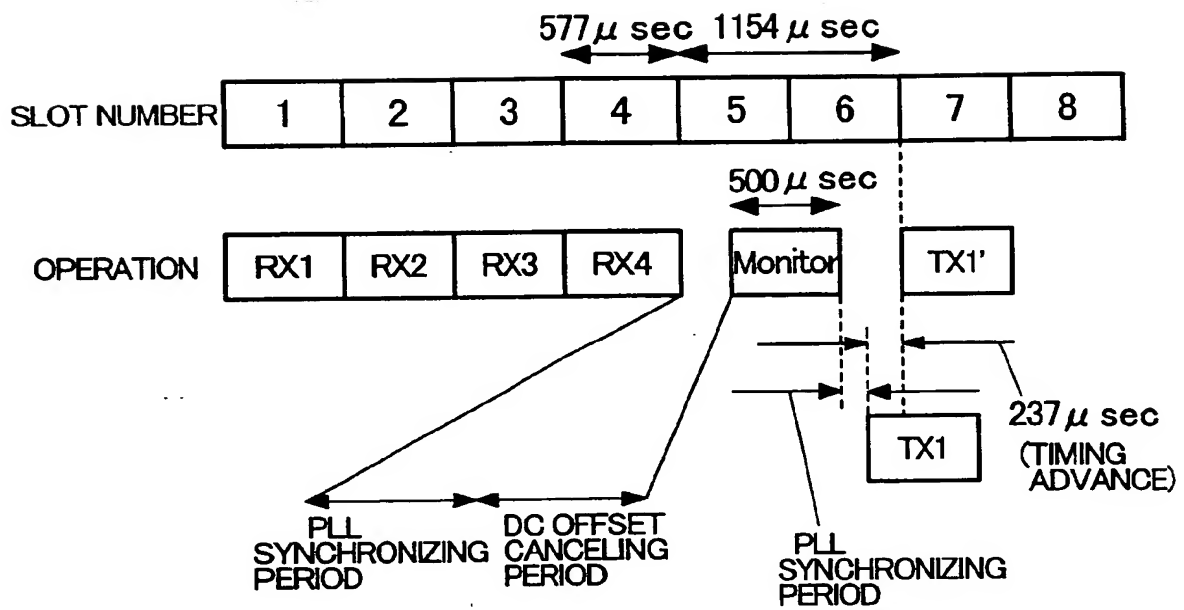 577μ sec 1154μ sec
SLOT NUMBER 1 2 3 4 5 6 7 8
500μ sec
OPERATION RX1 RX2 RX3 RX4 Monitor TX1'
TX1
237μ sec
(TIMING
ADVANCE)
PLL
SYNCHRONIZING
PERIOD
DC OFFSET
CANCELING
PERIOD
PLL
SYNCHRONIZING
PERIOD